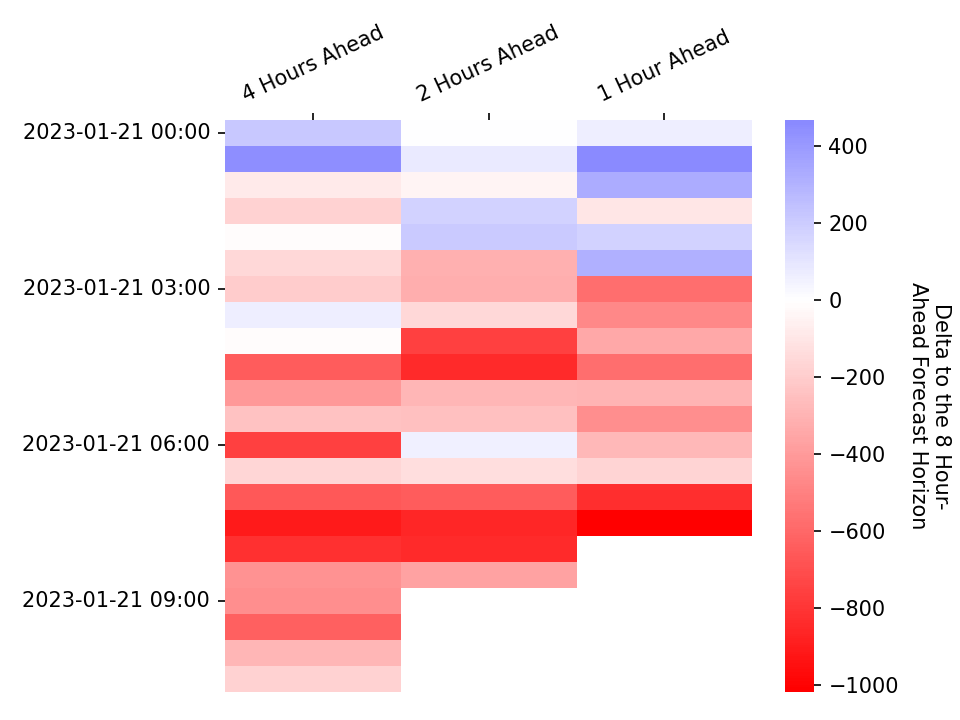 4 Hours Ahead
2 Hours Ahead
1 Hour Ahead
2023-01-21 00:00
2023-01-21 03:00
2023-01-21 06:00
2023-01-21 09:00
400
200
0
−200
−400
−600
−800
−1000
Delta to the 8 Hour-
Ahead Forecast Horizon